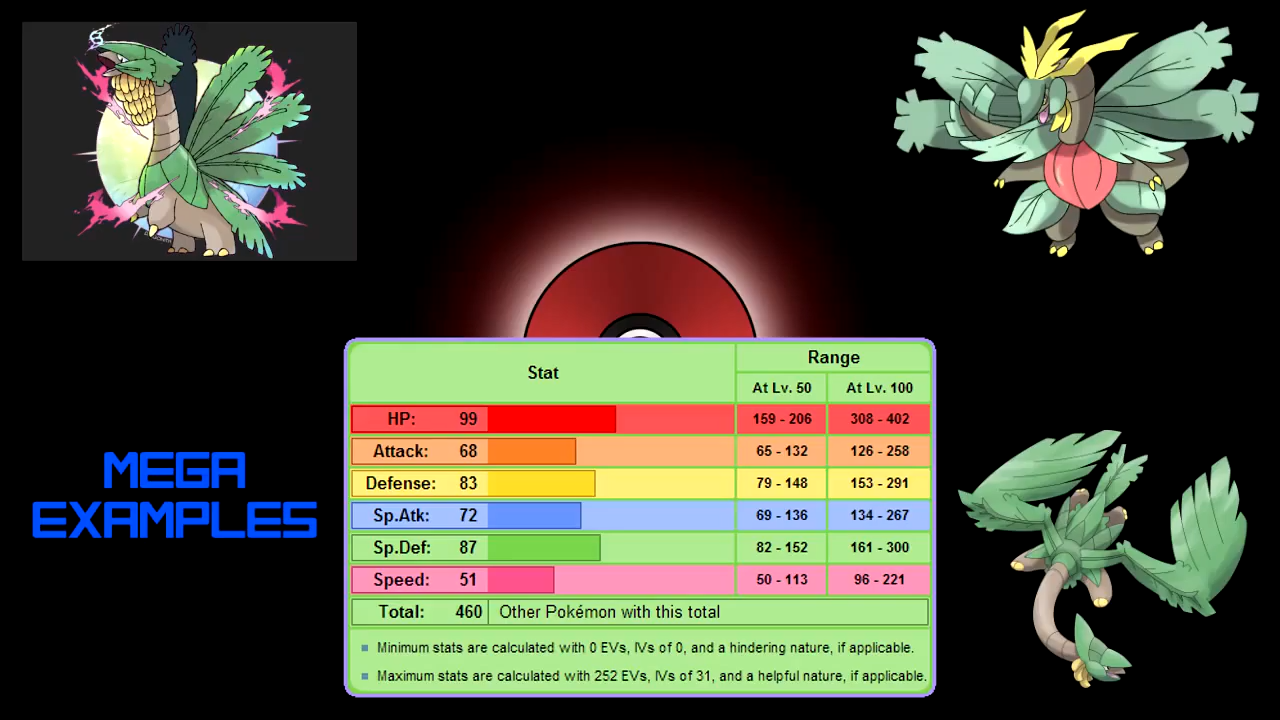 MEGA
EXAMPLES
Stat Range
At Lv. 50 At Lv. 100
HP: 99 159 - 206 308 - 402
Attack: 68 65 - 132 126 - 258
Defense: 83 79 - 148 153 - 291
Sp.Atk: 72 69 - 136 134 - 267
Sp.Def: 87 82 - 152 161 - 300
Speed: 51 50 - 113 96 - 221
Total: 460 Other Pokémon with this total
Minimum stats are calculated with 0 EVs, IVs of 0, and a hindering nature, if applicable.
Maximum stats are calculated with 252 EVs, IVs of 31, and a helpful nature, if applicable.